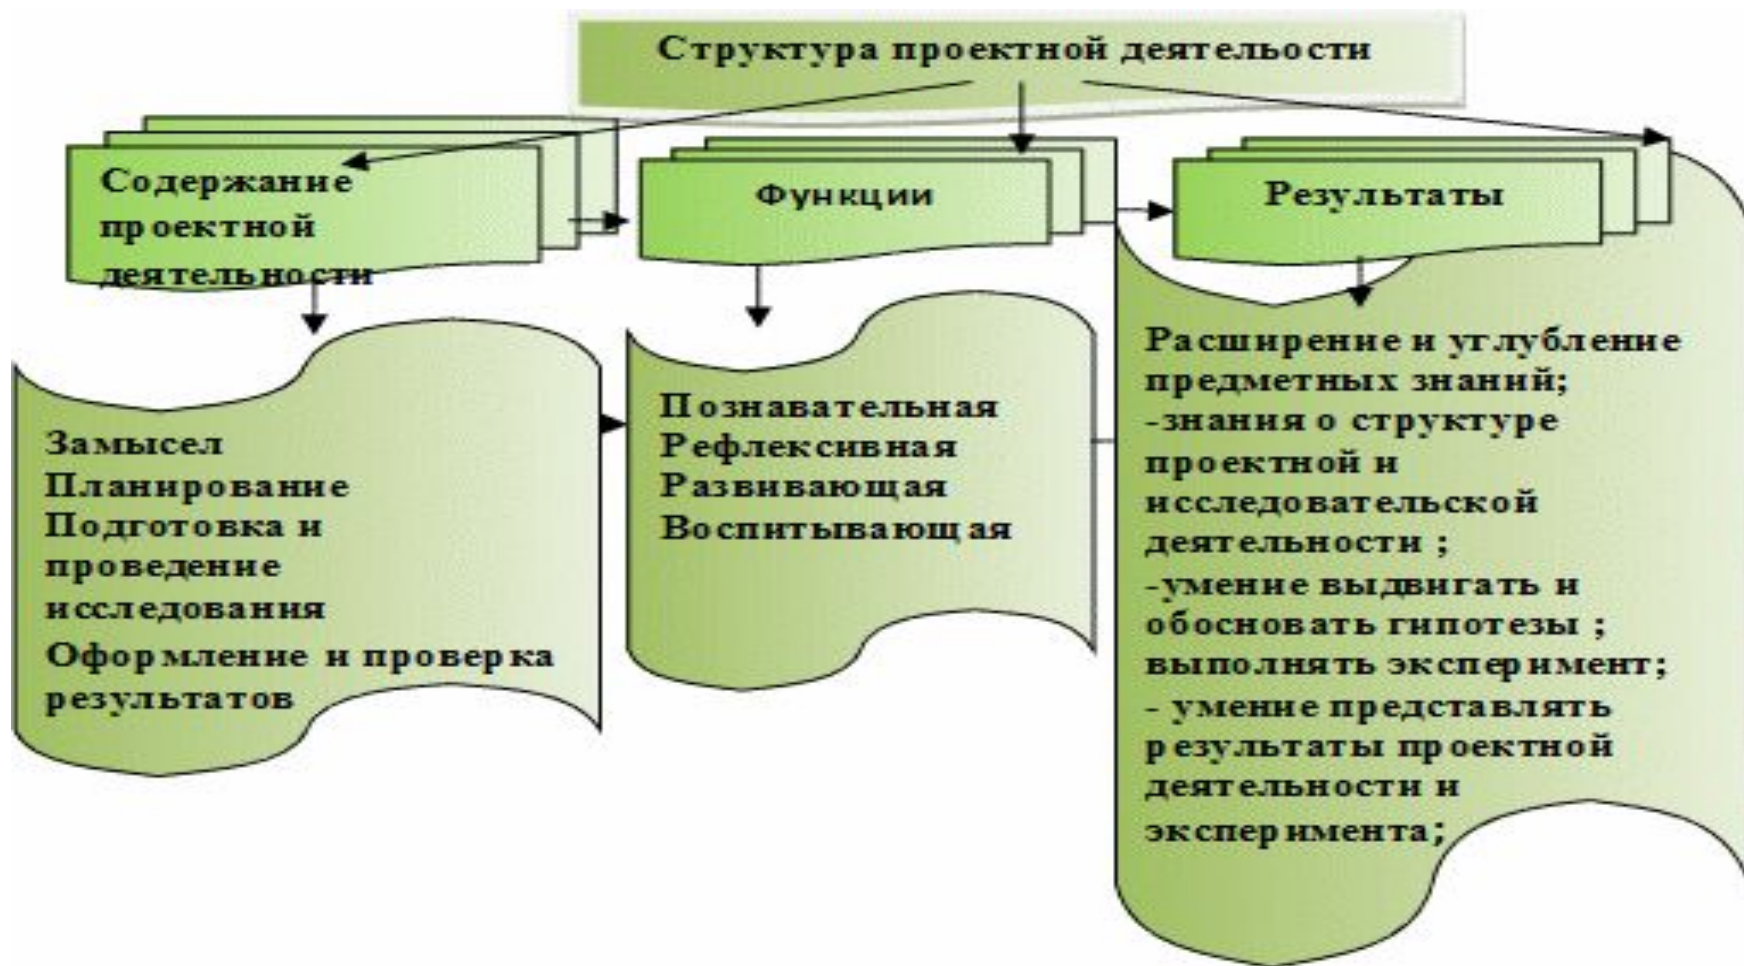 Структура проектной деятельости
Содержание
проектной
деятельности
Функции
Результаты
Замысел
Планирование
Подготовка и
проведение
исследования
Оформление и проверка
результатов
Познавательная
Рефлексивная
Развивающая
Воспитывающая
Расширение и углубление
предметных знаний;
-знания о структуре
проектной и
исследовательской
деятельности ;
-умение выдвигать и
обосновать гипотезы ;
выполнять эксперимент;
- умение представлять
результаты проектной
деятельности и
эксперимента;